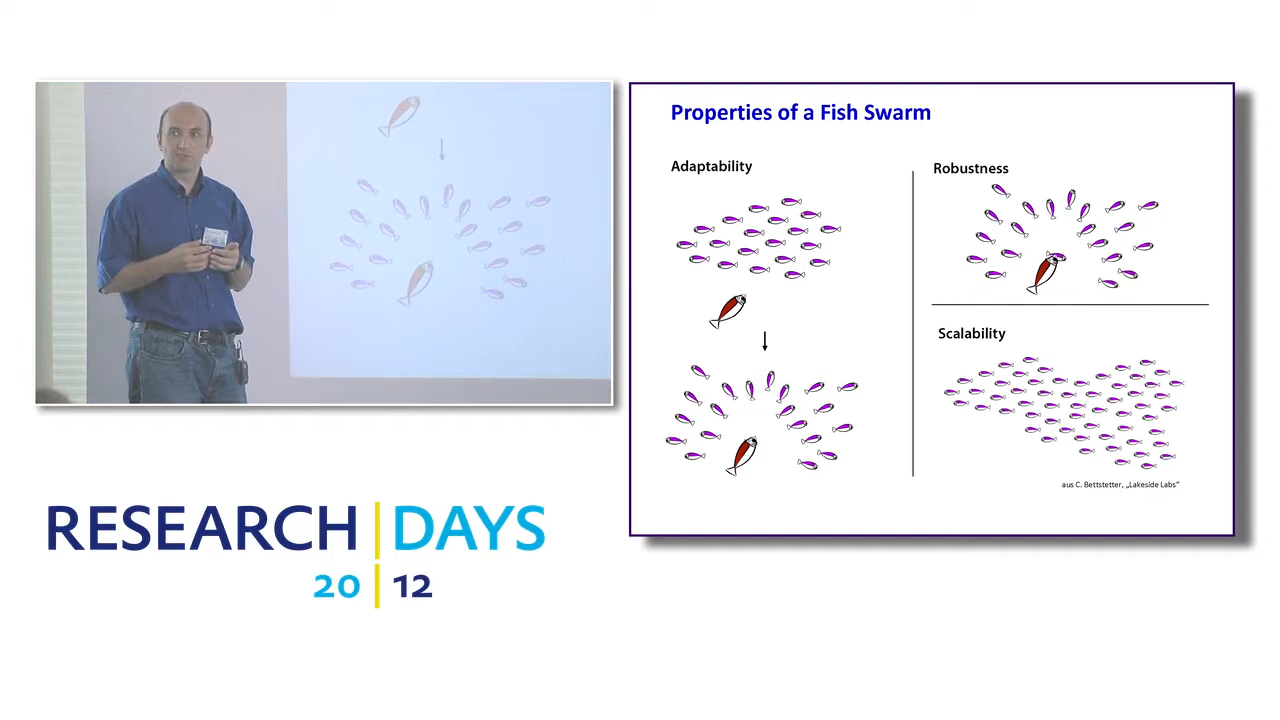 Properties of a Fish Swarm
Adaptability
Robustness
Scalability
aus C. Bettstetter, „Lakeside Labs“
RESEARCH DAYS
20 12